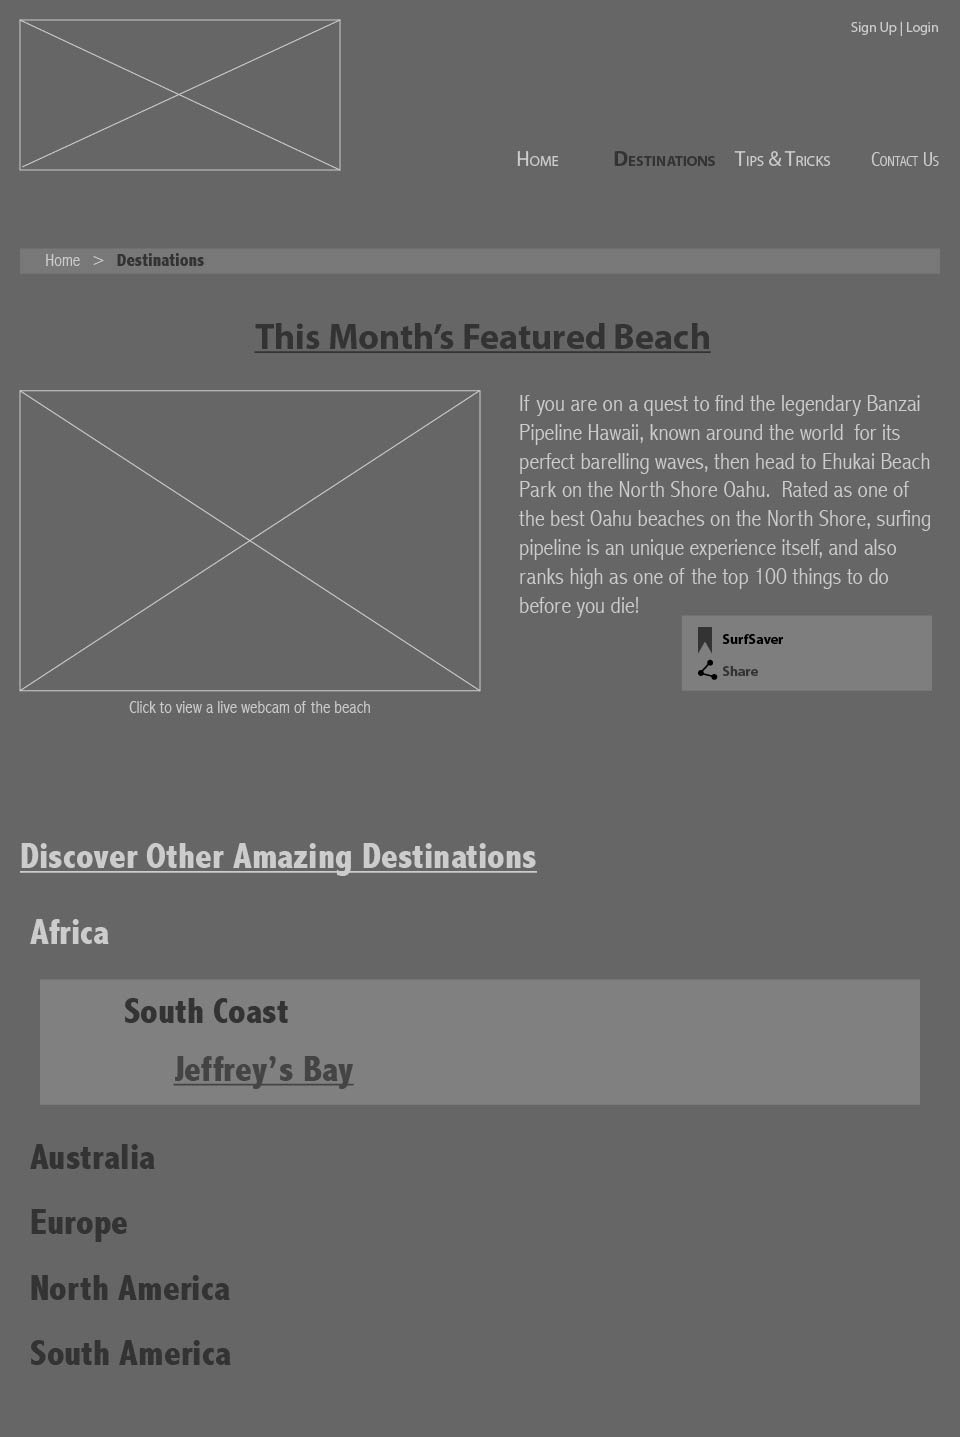 Sign Up | Login
Home Destinations Tips & Tricks Contact Us
Home > Destinations
This Month's Featured Beach
If you are on a quest to find the legendary Banzai
Pipeline Hawaii, known around the world for its
perfect barelling waves, then head to Ehukai Beach
Park on the North Shore Oahu. Rated as one of
the best Oahu beaches on the North Shore, surfing
pipeline is an unique experience itself, and also
ranks high as one of the top 100 things to do
before you die!
SurfSaver
Share
Click to view a live webcam of the beach
Discover Other Amazing Destinations
Africa
South Coast
Jeffrey's Bay
Australia
Europe
North America
South America